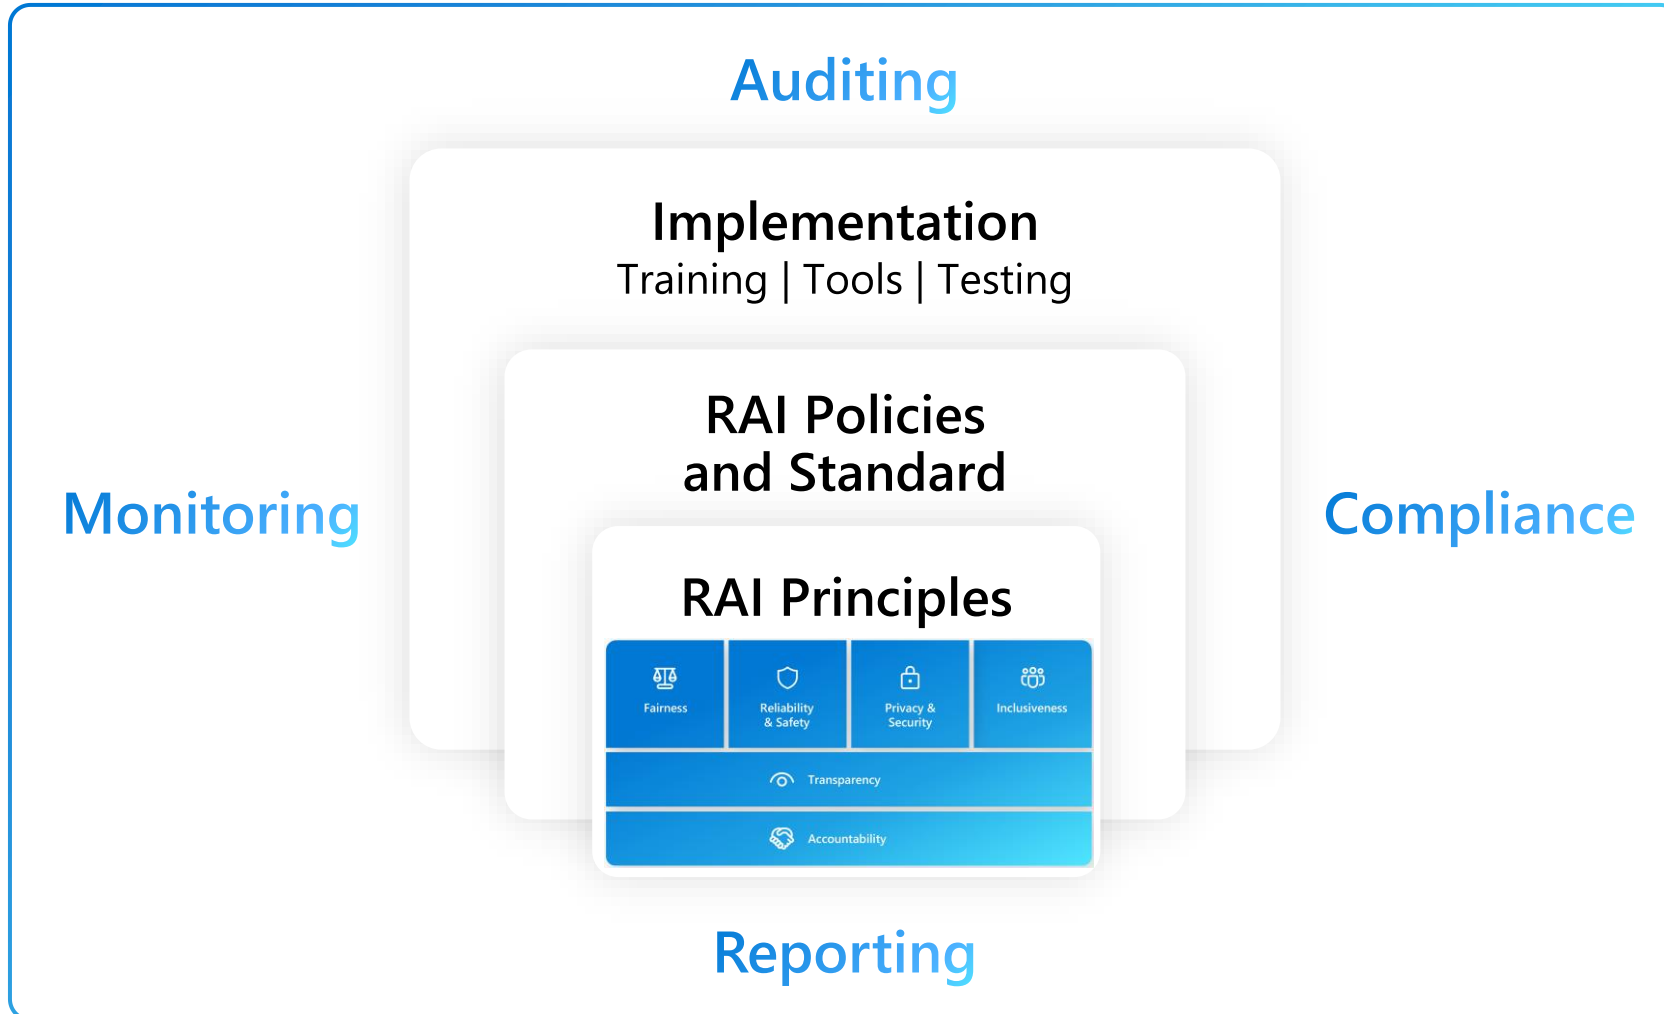 Auditing
Implementation
Training | Tools | Testing
RAI Policies
and Standard
Monitoring
Compliance
RAI Principles
Fairness
Reliability
& Safety
Privacy &
Security
Inclusiveness
Transparency
Accountability
Reporting